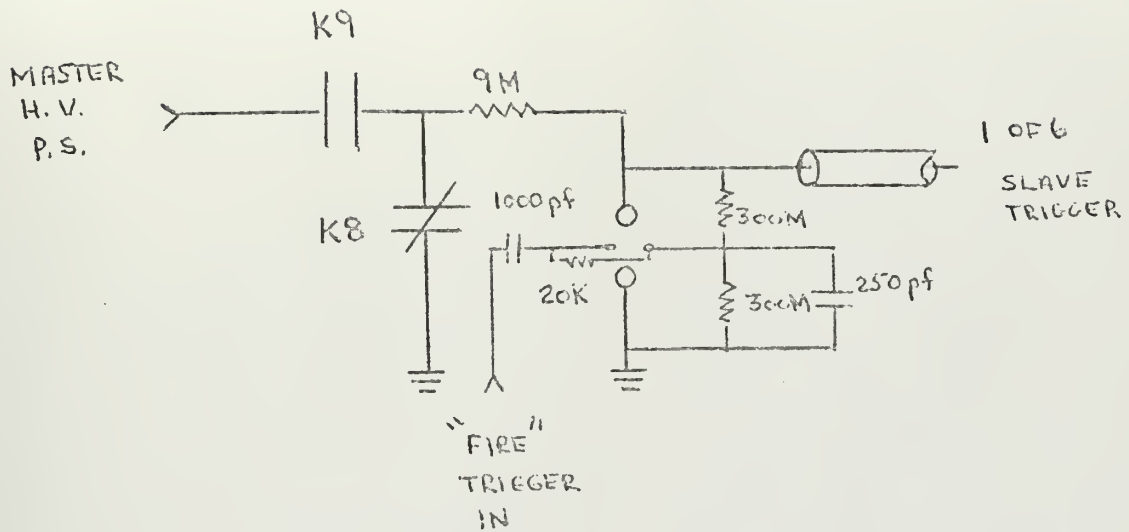 K9
MASTER
H. V.
P. S.
9M
1 OF 6
SLAVE
TRIGGER
1000pf
300M
K8
20K
300M
250pf
"FIRE"
TRIGGER
IN